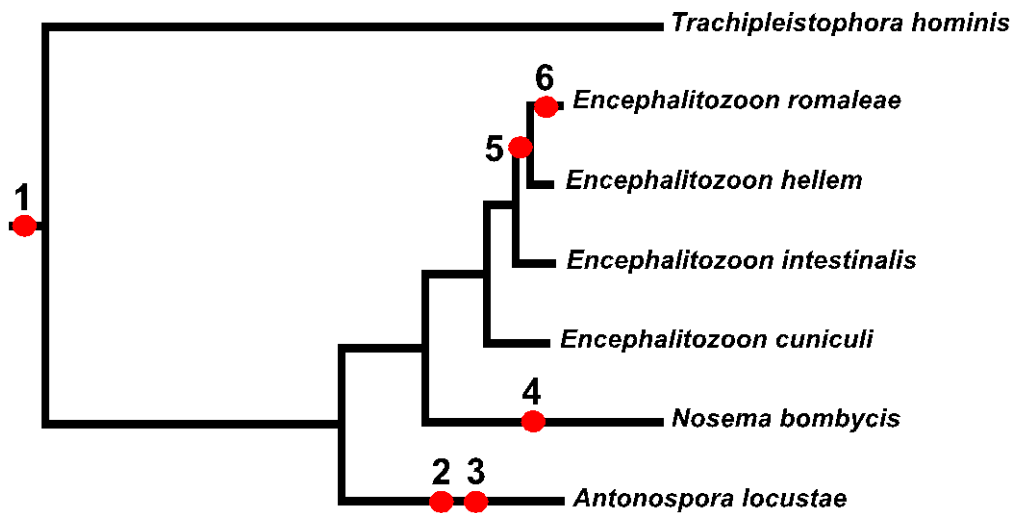 Trachipleistophora hominis
6
Encephalitozoon romaleae
5
Encephalitozoon hellem
1
Encephalitozoon intestinalis
Encephalitozoon cuniculi
4
Nosema bombycis
2 3
Antonospora locustae